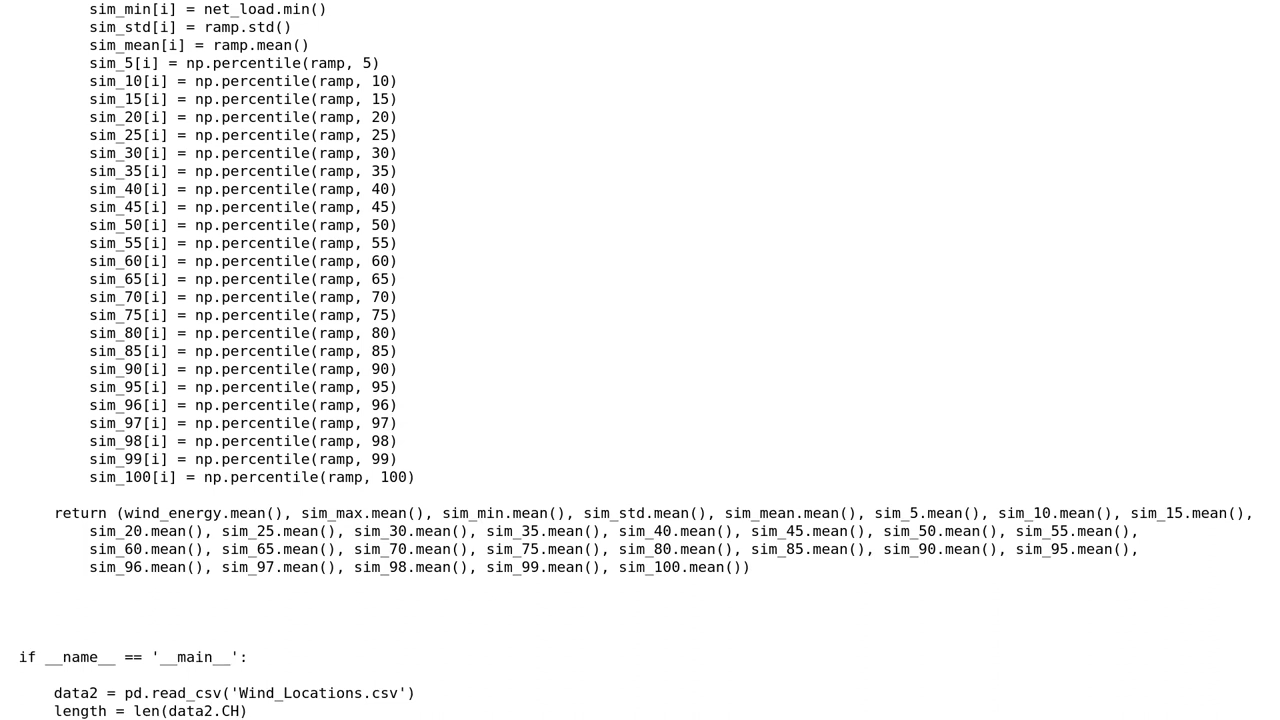 sim_min[i] = net_load.min()
sim_std[i] = ramp.std()
sim_mean[i] = ramp.mean()
sim_5[i] = np.percentile(ramp, 5)
sim_10[i] = np.percentile(ramp, 10)
sim_15[i] = np.percentile(ramp, 15)
sim_20[i] = np.percentile(ramp, 20)
sim_25[i] = np.percentile(ramp, 25)
sim_30[i] = np.percentile(ramp, 30)
sim_35[i] = np.percentile(ramp, 35)
sim_40[i] = np.percentile(ramp, 40)
sim_45[i] = np.percentile(ramp, 45)
sim_50[i] = np.percentile(ramp, 50)
sim_55[i] = np.percentile(ramp, 55)
sim_60[i] = np.percentile(ramp, 60)
sim_65[i] = np.percentile(ramp, 65)
sim_70[i] = np.percentile(ramp, 70)
sim_75[i] = np.percentile(ramp, 75)
sim_80[i] = np.percentile(ramp, 80)
sim_85[i] = np.percentile(ramp, 85)
sim_90[i] = np.percentile(ramp, 90)
sim_95[i] = np.percentile(ramp, 95)
sim_96[i] = np.percentile(ramp, 96)
sim_97[i] = np.percentile(ramp, 97)
sim_98[i] = np.percentile(ramp, 98)
sim_99[i] = np.percentile(ramp, 99)
sim_100[i] = np.percentile(ramp, 100)
return (wind_energy.mean(), sim_max.mean(), sim_min.mean(), sim_std.mean(), sim_mean.mean(), sim_5.mean(), sim_10.mean(), sim_15.mean(),
sim_20.mean(), sim_25.mean(), sim_30.mean(), sim_35.mean(), sim_40.mean(), sim_45.mean(), sim_50.mean(), sim_55.mean(),
sim_60.mean(), sim_65.mean(), sim_70.mean(), sim_75.mean(), sim_80.mean(), sim_85.mean(), sim_90.mean(), sim_95.mean(),
sim_96.mean(), sim_97.mean(), sim_98.mean(), sim_99.mean(), sim_100.mean())
if __name__ == '__main__':
data2 = pd.read_csv('Wind_Locations.csv')
length = len(data2.CH)